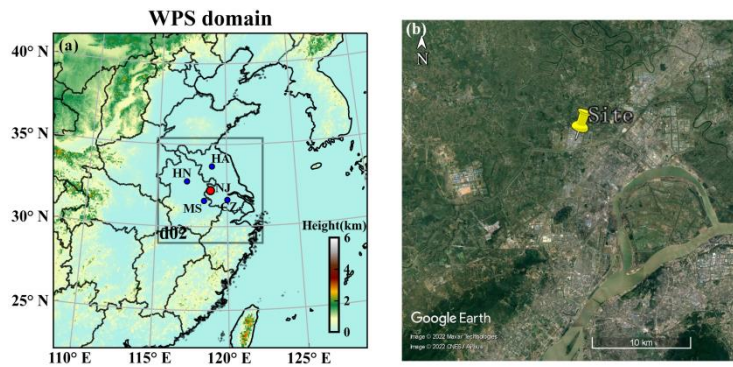 WPS domain
(a)
40° N
35° N
30° N
25° N
HA
HN
NJ
MS
CZ
d02
Height(km)
6
4
2
0
110° E
115° E
120° E
125° E
(b)
N
Site
Google Earth
Image © 2022 Maxar Technologies
Image © 2022 CNES / Airbus
10 km